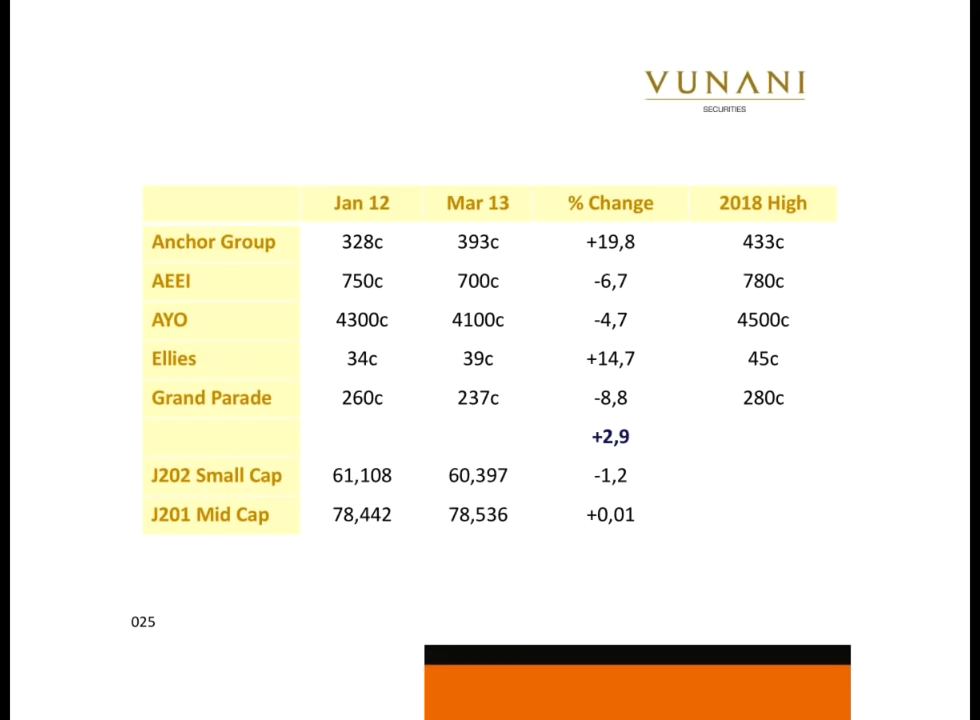 VUNANI
SECURITIES
Jan 12 Mar 13 % Change 2018 High
Anchor Group 328c 393c +19,8 433c
AEEI 750c 700c -6,7 780c
AYO 4300c 4100c -4,7 4500c
Ellies 34c 39c +14,7 45c
Grand Parade 260c 237c -8,8 280c
+2,9
J202 Small Cap 61,108 60,397 -1,2
J201 Mid Cap 78,442 78,536 +0,01
025